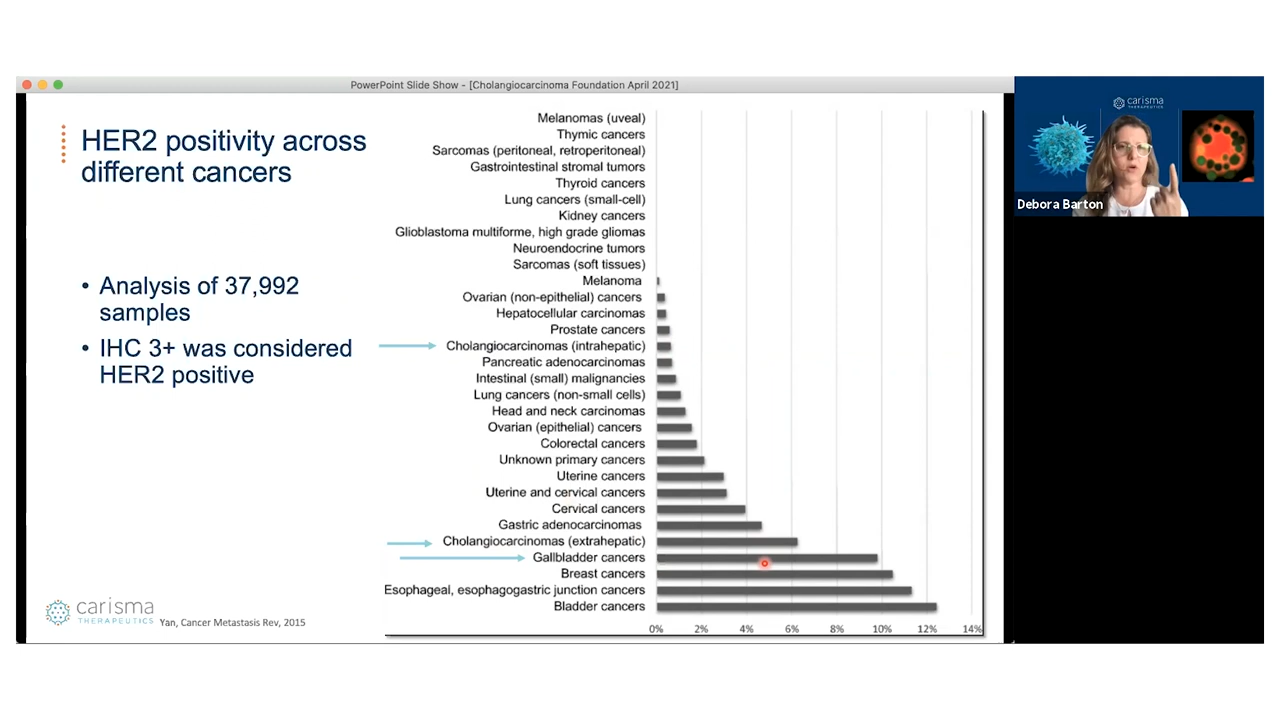 PowerPoint Slide Show - [Cholangiocarcinoma Foundation April 2021]
HER2 positivity across
different cancers
• Analysis of 37,992
samples
• IHC 3+ was considered
HER2 positive
Melanomas (uveal)
Thymic cancers
Sarcomas (peritoneal, retroperitoneal)
Gastrointestinal stromal tumors
Thyroid cancers
Lung cancers (small-cell)
Kidney cancers
Glioblastoma multiforme, high grade gliomas
Neuroendocrine tumors
Sarcomas (soft tissues)
Melanoma
Ovarian (non-epithelial) cancers
Hepatocellular carcinomas
Prostate cancers
Cholangiocarcinomas (intrahepatic)
Pancreatic adenocarcinomas
Intestinal (small) malignancies
Lung cancers (non-small cells)
Head and neck carcinomas
Ovarian (epithelial) cancers
Colorectal cancers
Unknown primary cancers
Uterine cancers
Uterine and cervical cancers
Cervical cancers
Gastric adenocarcinomas
Cholangiocarcinomas (extrahepatic)
Gallbladder cancers
Breast cancers
Esophageal, esophagogastric junction cancers
Bladder cancers
0% 2% 4% 6% 8% 10% 12% 14%
carisma
THERAPEUTICS
Yan, Cancer Metastasis Rev, 2015
carisma
THERAPEUTICS
Debora Barton